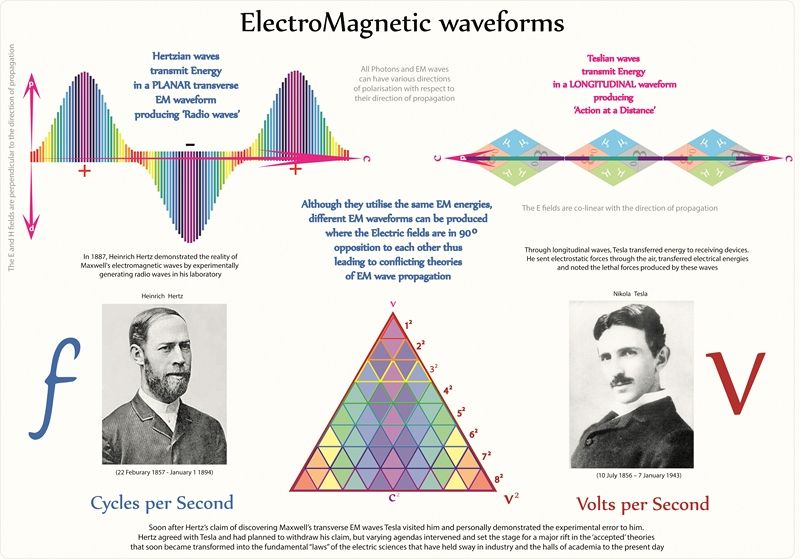 ElectroMagnetic waveforms
The E and H fields are perpendicular to the direction of propagation
Hertzian waves
transmit Energy
in a PLANAR transverse
EM waveform
producing 'Radio waves'
All Photons and EM waves
can have various directions
of polarisation with respect to
their direction of propagation
Teslian waves
transmit Energy
in a LONGITUDINAL waveform
producing
'Action at a Distance'
+
-
+
C
C
C
The E fields are co-linear with the direction of propagation
Although they utilise the same EM energies,
different EM waveforms can be produced
where the Electric fields are in 90º
opposition to each other thus
leading to conflicting theories
of EM wave propagation
In 1887, Heinrich Hertz demonstrated the reality of
Maxwell's electromagnetic waves by experimentally
generating radio waves in his laboratory
Through longitudinal waves, Tesla transferred energy to receiving devices.
He sent electrostatic forces through the air, transferred electrical energies
and noted the lethal forces produced by these waves
Heinrich Hertz
Nikola Tesla
f
v
v
1²
2²
3²
4²
5²
6²
7²
8²
c²
v²
(22 Feburary 1857 - January 1 1894)
(10 July 1856 – 7 January 1943)
Cycles per Second
Volts per Second
Soon after Hertz's claim of discovering Maxwell's transverse EM waves Tesla visited him and personally demonstrated the experimental error to him.
Hertz agreed with Tesla and had planned to withdraw his claim, but varying agendas intervened and set the stage for a major rift in the 'accepted' theories
that soon became transformed into the fundamental "laws" of the electric sciences that have held sway in industry and the halls of academia to the present day